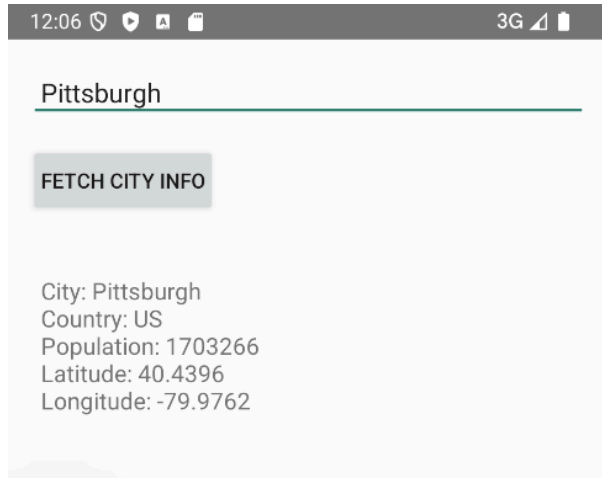 12:06
3G
Pittsburgh
FETCH CITY INFO
City: Pittsburgh
Country: US
Population: 1703266
Latitude: 40.4396
Longitude: -79.9762